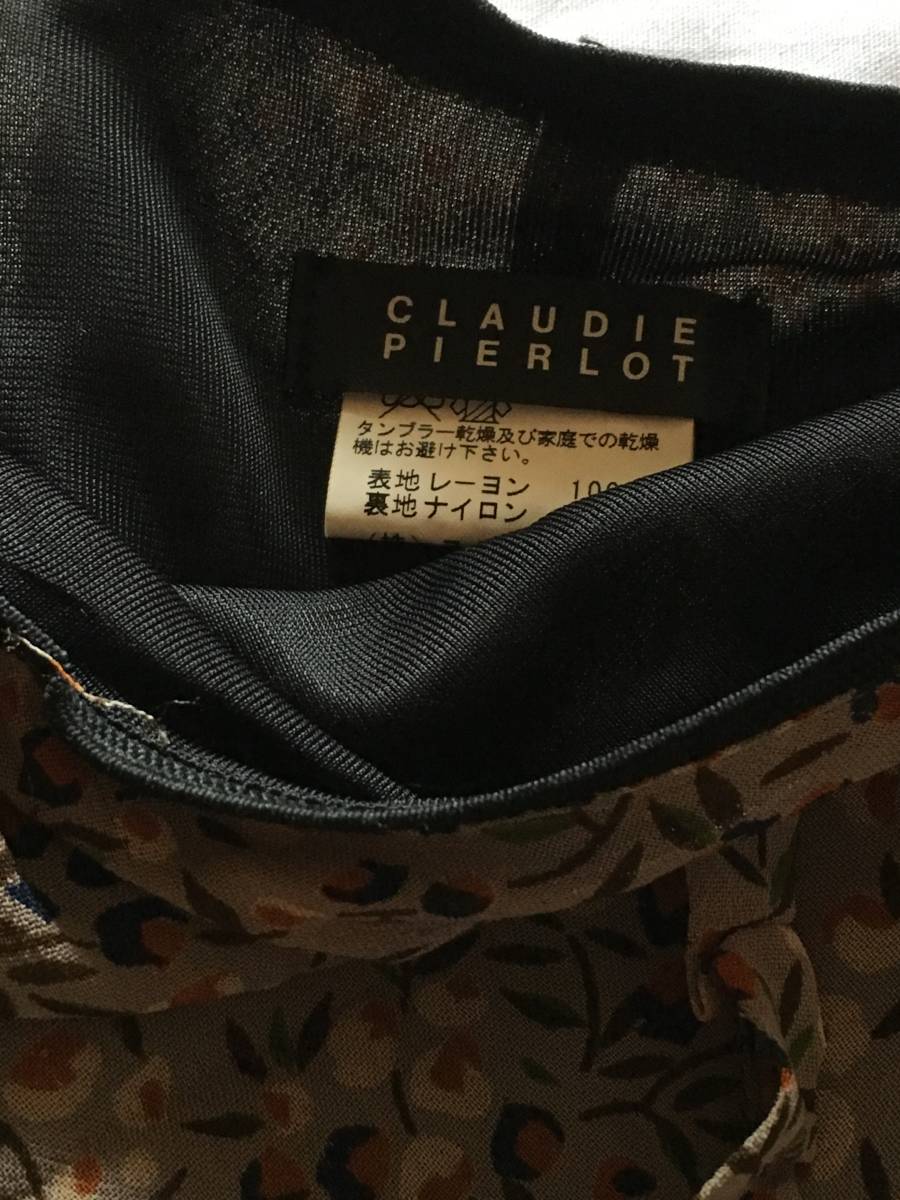 CLAUDIE
PIERLOT
タンブラー乾燥及び家庭での乾燥
機はお避け下さい。
表地 レーヨン 100
裏地 ナイロン